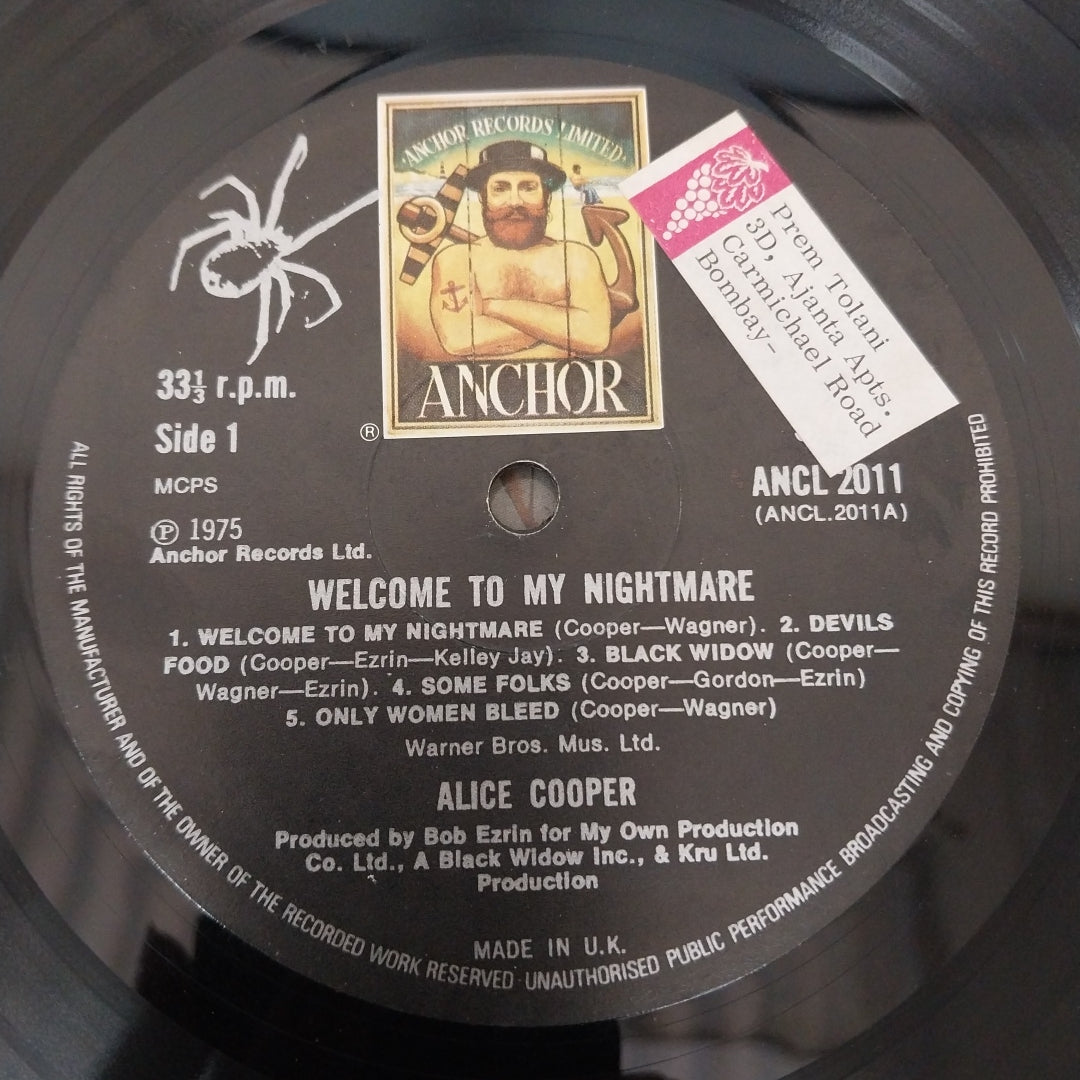 ANCHOR RECORDS LIMITED
ANCHOR
®
Prem Tolani
3D, Ajanta Apts.
Carmichael Road
Bombay-
33⅓ r.p.m.
Side 1
MCPS
℗ 1975
Anchor Records Ltd.
ANCL 2011
(ANCL.2011A)
WELCOME TO MY NIGHTMARE
1. WELCOME TO MY NIGHTMARE (Cooper—Wagner). 2. DEVILS
FOOD (Cooper—Ezrin—Kelley Jay). 3. BLACK WIDOW (Cooper—
Wagner—Ezrin). 4. SOME FOLKS (Cooper—Gordon—Ezrin)
5. ONLY WOMEN BLEED (Cooper—Wagner)
Warner Bros. Mus. Ltd.
ALICE COOPER
Produced by Bob Ezrin for My Own Production
Co. Ltd., A Black Widow Inc., & Kru Ltd.
Production
MADE IN U.K.
ALL RIGHTS OF THE MANUFACTURER AND OF THE OWNER OF THE RECORDED WORK RESERVED · UNAUTHORISED PUBLIC PERFORMANCE BROADCASTING AND COPYING OF THIS RECORD PROHIBITED